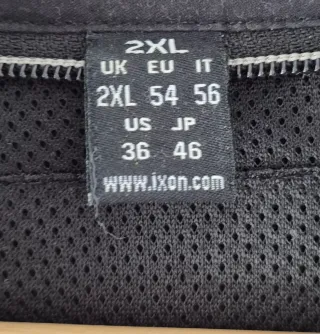 2XL
UK EU IT
2XL 54 56
US JP
36 46
www.ixon.com